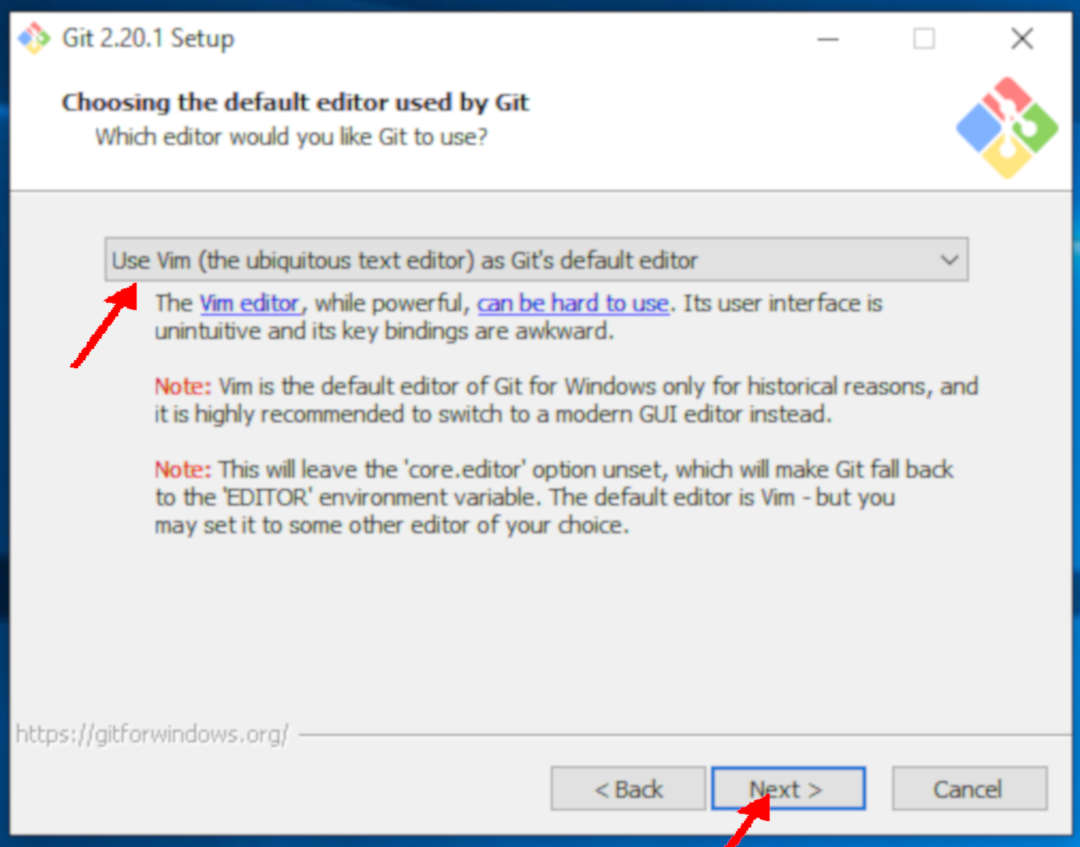 Git 2.20.1 Setup
Choosing the default editor used by Git
Which editor would you like Git to use?
Use Vim (the ubiquitous text editor) as Git's default editor
The Vim editor, while powerful, can be hard to use. Its user interface is
unintuitive and its key bindings are awkward.
Note: Vim is the default editor of Git for Windows only for historical reasons, and
it is highly recommended to switch to a modern GUI editor instead.
Note: This will leave the 'core.editor' option unset, which will make Git fall back
to the 'EDITOR' environment variable. The default editor is Vim - but you
may set it to some other editor of your choice.
https://gitforwindows.org/
< Back
Next >
Cancel